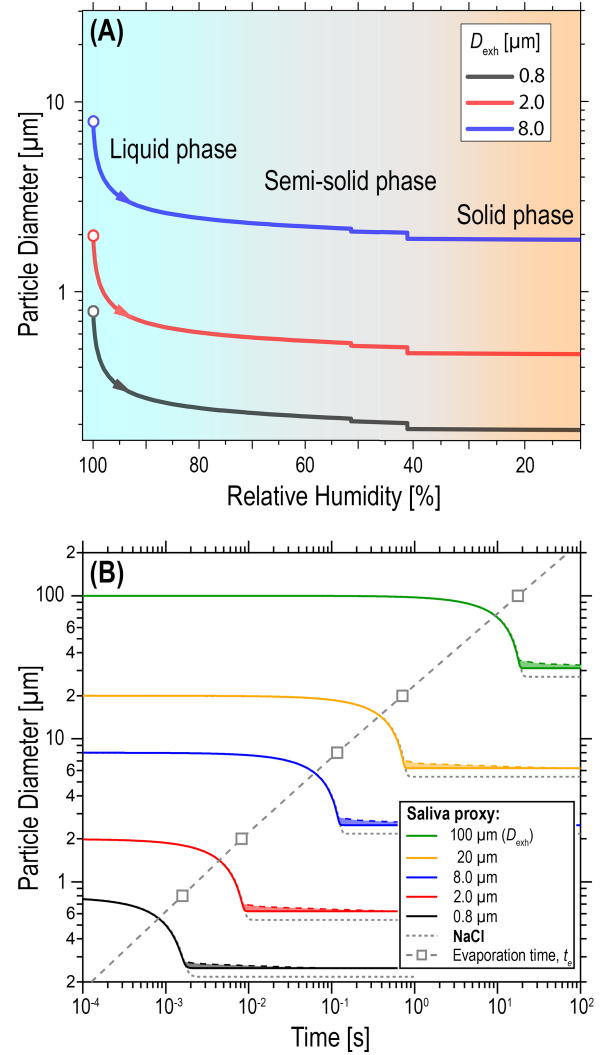 (A)
D_exh [µm]
0.8
2.0
8.0
Liquid phase
Semi-solid phase
Solid phase
10
1
Particle Diameter [µm]
100 80 60 40 20
Relative Humidity [%]
(B)
2
100
6
4
2
10
6
4
2
1
6
4
2
Particle Diameter [µm]
Saliva proxy:
100 µm (D_exh)
20 µm
8.0 µm
2.0 µm
0.8 µm
NaCl
Evaporation time, t_e
10^-4 10^-3 10^-2 10^-1 10^0 10^1 10^2
Time [s]